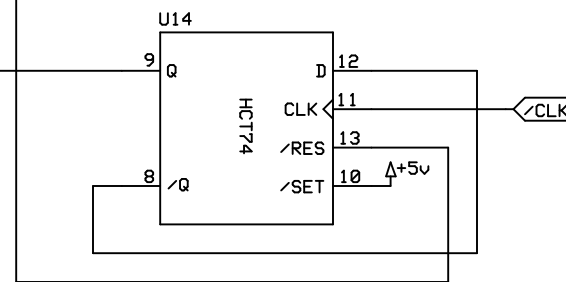 U14
9 Q D 12
CLK 11 /CLK
HCT74
/RES 13
+5v
8 /Q /SET 10